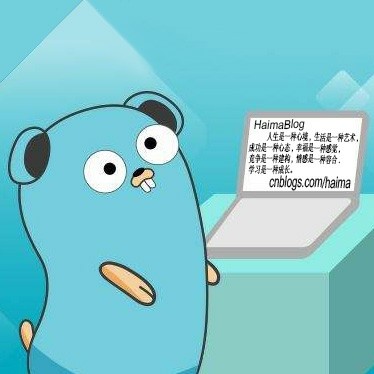 HaimaBlog
人生是一种心境，生活是一种艺术，
成功是一种心态，幸福是一种感觉，
竞争是一种建构，情感是一种容合．
学习是一种成长。
cnblogs.com/haima